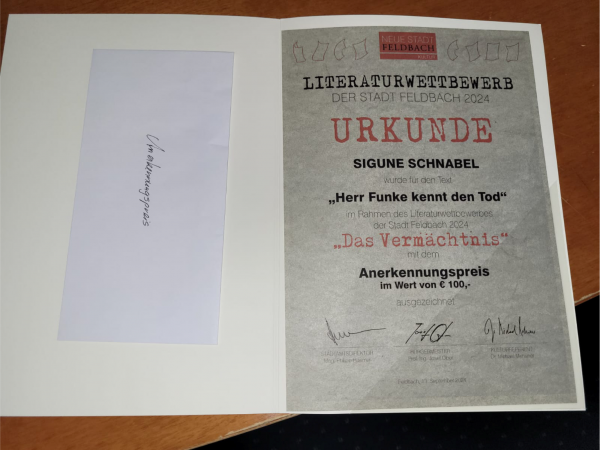 Anerkennungspreis
NEUE STADT
FELDBACH
LITERATURWETTBEWERB
DER STADT FELDBACH 2024
URKUNDE
SIGUNE SCHNABEL
wurde für den Text
„Herr Funke kennt den Tod“
im Rahmen des Literaturwettbewerbes
der Stadt Feldbach 2024
„Das Vermächtnis“
mit dem
Anerkennungspreis
im Wert von € 100,-
ausgezeichnet
BÜRGERMEISTER